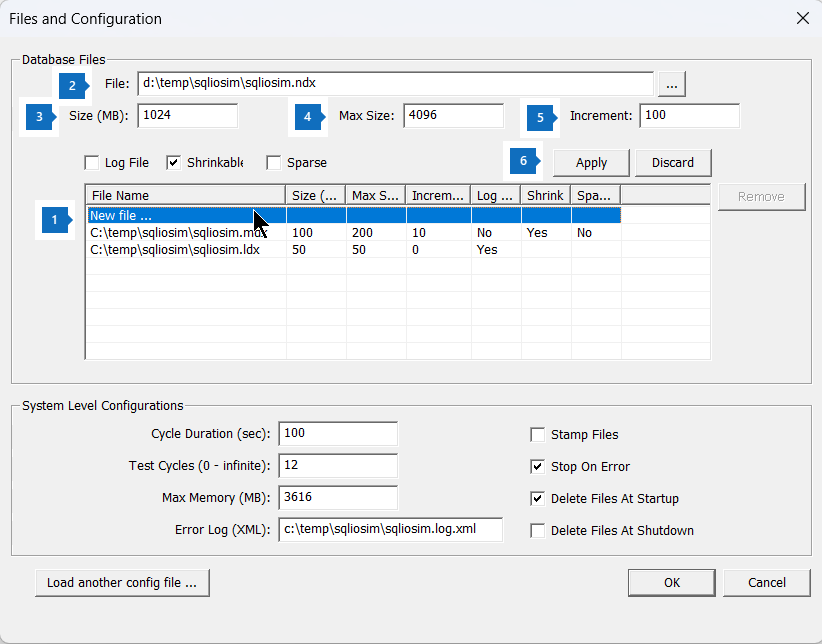 Files and Configuration
Database Files
2 File: d:\temp\sqliosim\sqliosim.ndx ...
3 Size (MB): 1024 4 Max Size: 4096 5 Increment: 100
Log File Shrinkable Sparse 6 Apply Discard
File Name Size (... Max S... Increm... Log ... Shrink Spa... Remove
1 New file ...
C:\temp\sqliosim\sqliosim.mdx 100 200 10 No Yes No
C:\temp\sqliosim\sqliosim.ldx 50 50 0 Yes
System Level Configurations
Cycle Duration (sec): 100 Stamp Files
Test Cycles (0 - infinite): 12 Stop On Error
Max Memory (MB): 3616 Delete Files At Startup
Error Log (XML): c:\temp\sqliosim\sqliosim.log.xml Delete Files At Shutdown
Load another config file ... OK Cancel